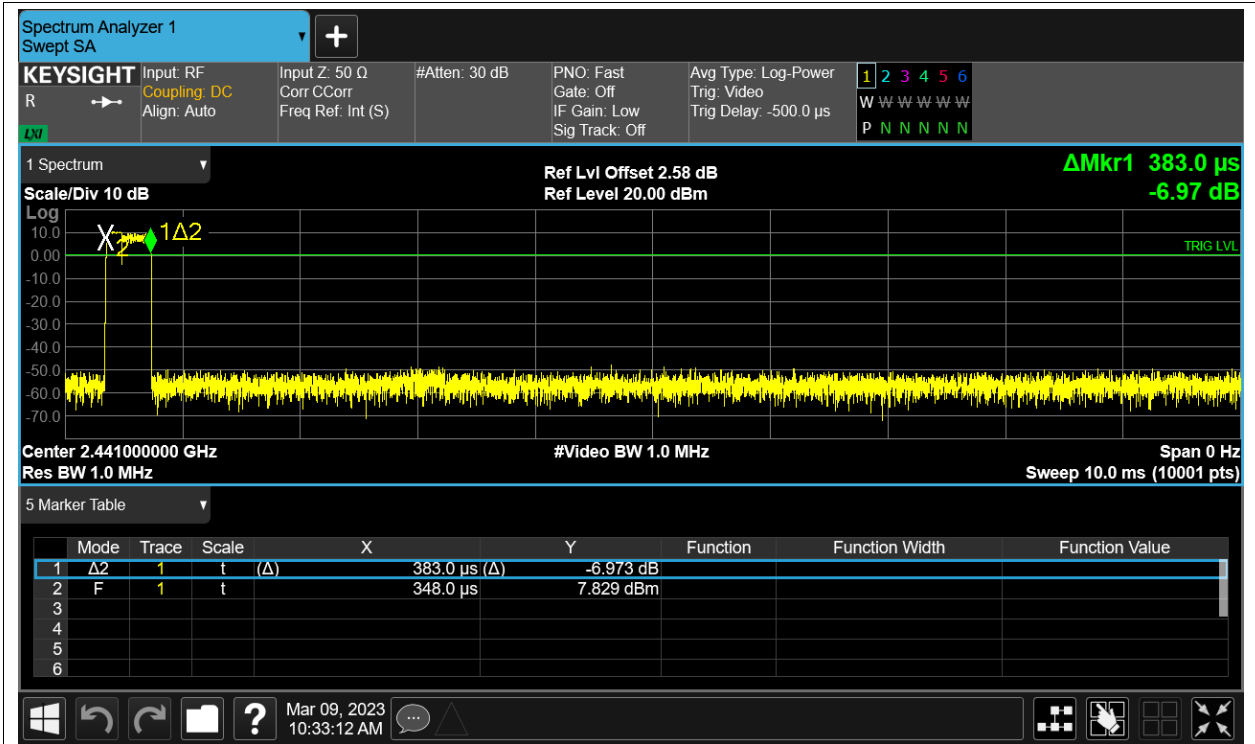 Spectrum Analyzer 1
Swept SA
+
KEYSIGHT Input: RF Input Z: 50 Ω #Atten: 30 dB PNO: Fast Avg Type: Log-Power 1 2 3 4 5 6
R Coupling: DC Corr CCorr Gate: Off Trig: Video
Align: Auto Freq Ref: Int (S) IF Gain: Low Trig Delay: -500.0 µs W W W W W W
LXI Sig Track: Off P N N N N N
1 Spectrum Ref Lvl Offset 2.58 dB ΔMkr1 383.0 µs
Scale/Div 10 dB Ref Level 20.00 dBm -6.97 dB
Log
10.0 X 2 1Δ2
0.00 TRIG LVL
-10.0
-20.0
-30.0
-40.0
-50.0
-60.0
-70.0
Center 2.441000000 GHz #Video BW 1.0 MHz Span 0 Hz
Res BW 1.0 MHz Sweep 10.0 ms (10001 pts)
5 Marker Table
Mode Trace Scale X Y Function Function Width Function Value
1 Δ2 1 t (Δ) 383.0 µs (Δ) -6.973 dB
2 F 1 t 348.0 µs 7.829 dBm
3
4
5
6
? Mar 09, 2023
10:33:12 AM